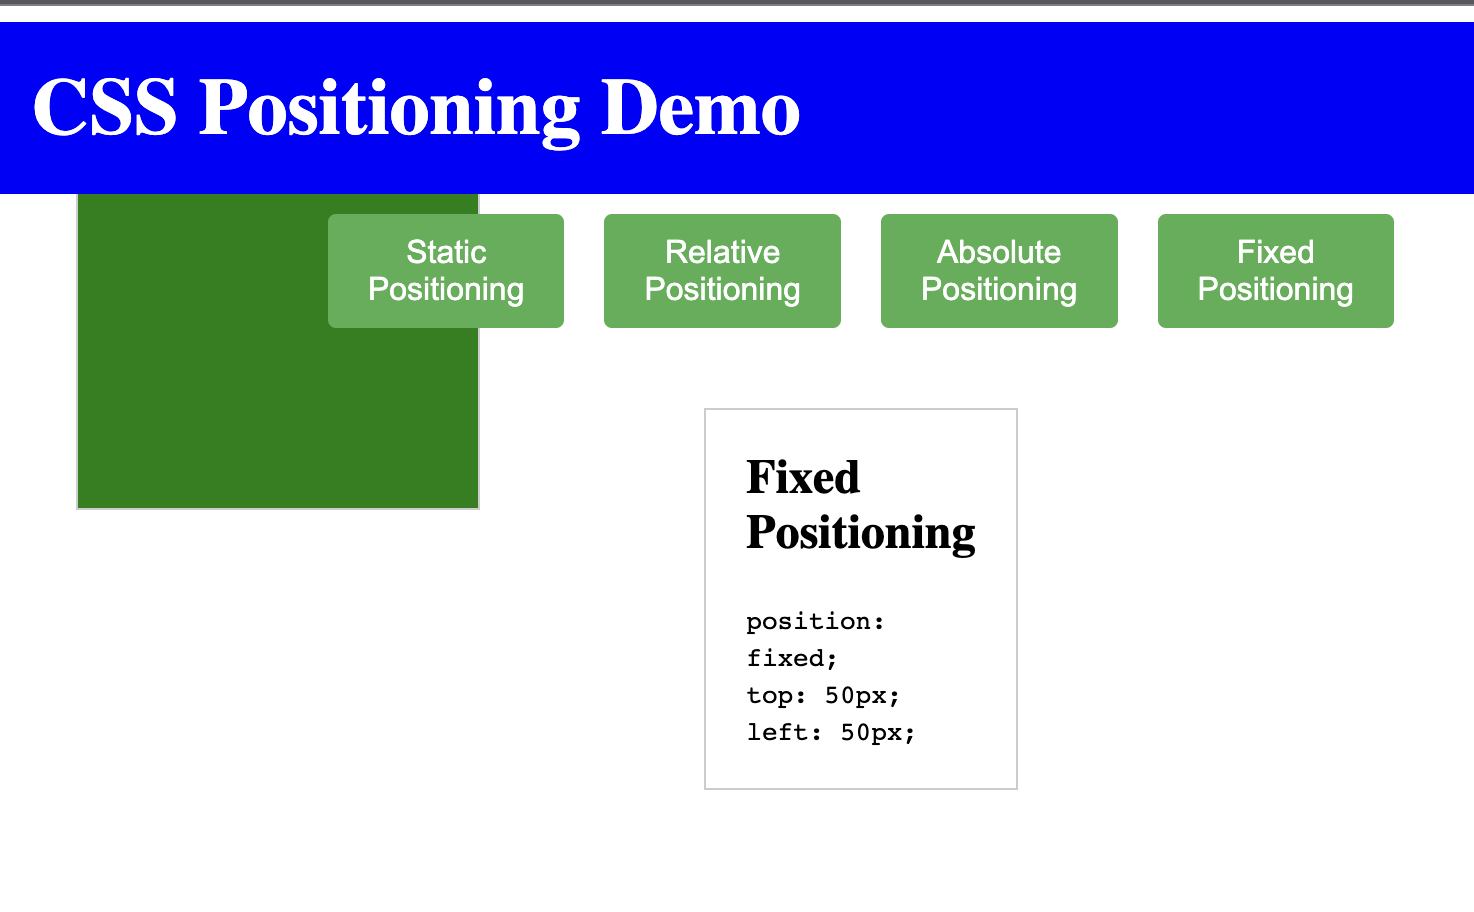 CSS Positioning Demo
Static
Positioning
Relative
Positioning
Absolute
Positioning
Fixed
Positioning
Fixed
Positioning
position:
fixed;
top: 50px;
left: 50px;